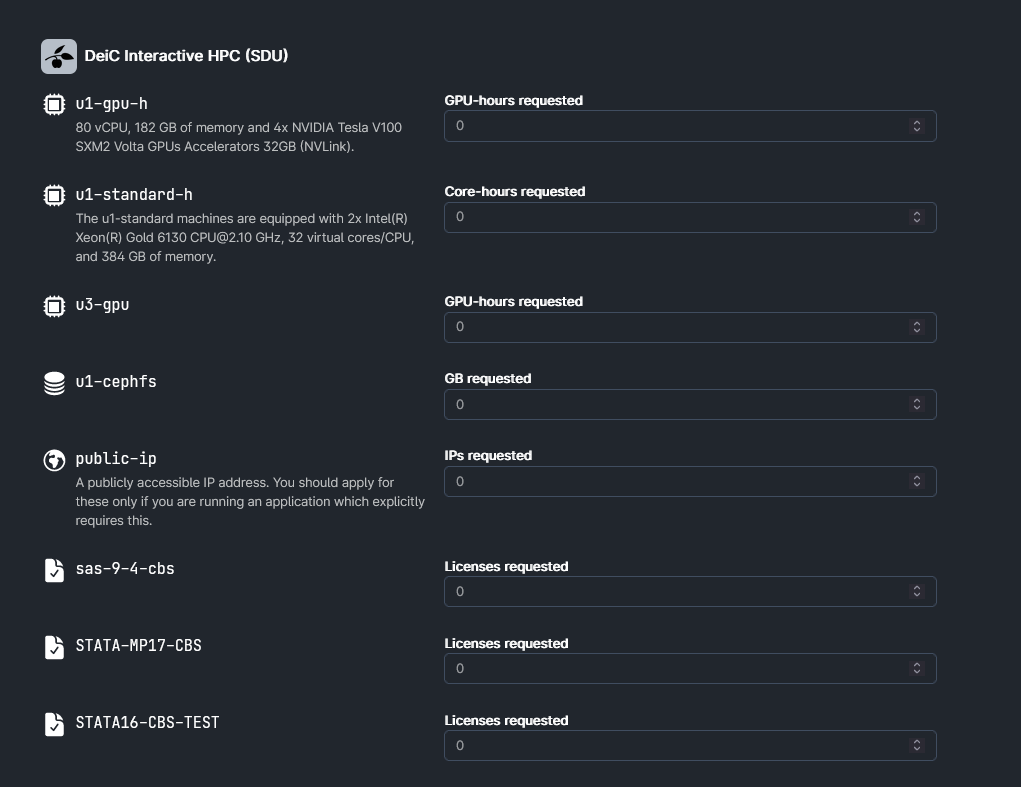 DeiC Interactive HPC (SDU)
u1-gpu-h
80 vCPU, 182 GB of memory and 4x NVIDIA Tesla V100
SXM2 Volta GPUs Accelerators 32GB (NVLink).
GPU-hours requested
0
u1-standard-h
The u1-standard machines are equipped with 2x Intel(R)
Xeon(R) Gold 6130 CPU@2.10 GHz, 32 virtual cores/CPU,
and 384 GB of memory.
Core-hours requested
0
u3-gpu
GPU-hours requested
0
u1-cephfs
GB requested
0
public-ip
A publicly accessible IP address. You should apply for
these only if you are running an application which explicitly
requires this.
IPs requested
0
sas-9-4-cbs
Licenses requested
0
STATA-MP17-CBS
Licenses requested
0
STATA16-CBS-TEST
Licenses requested
0